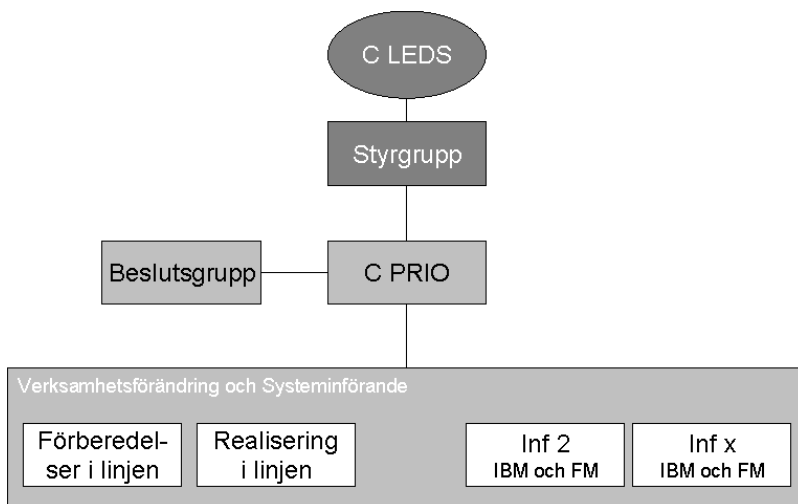 C LEDS
Styrgrupp
Beslutsgrupp
C PRIO
Verksamhetsförändring och Systeminförande
Förberedel-
ser i linjen
Realisering
i linjen
Inf 2
IBM och FM
Inf x
IBM och FM